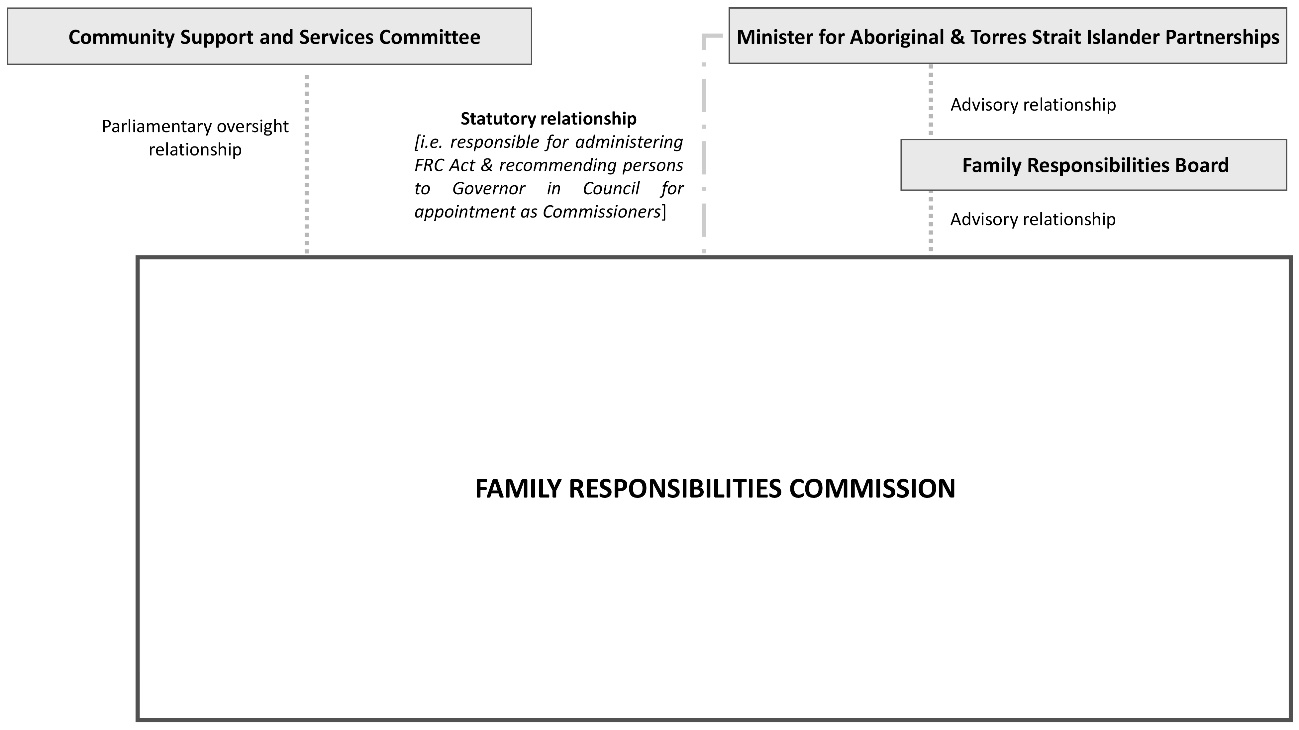 Community Support and Services Committee
Minister for Aboriginal & Torres Strait Islander Partnerships
Parliamentary oversight
relationship
Statutory relationship
[i.e. responsible for administering
FRC Act & recommending persons
to Governor in Council for
appointment as Commissioners]
Advisory relationship
Family Responsibilities Board
Advisory relationship
FAMILY RESPONSIBILITIES COMMISSION